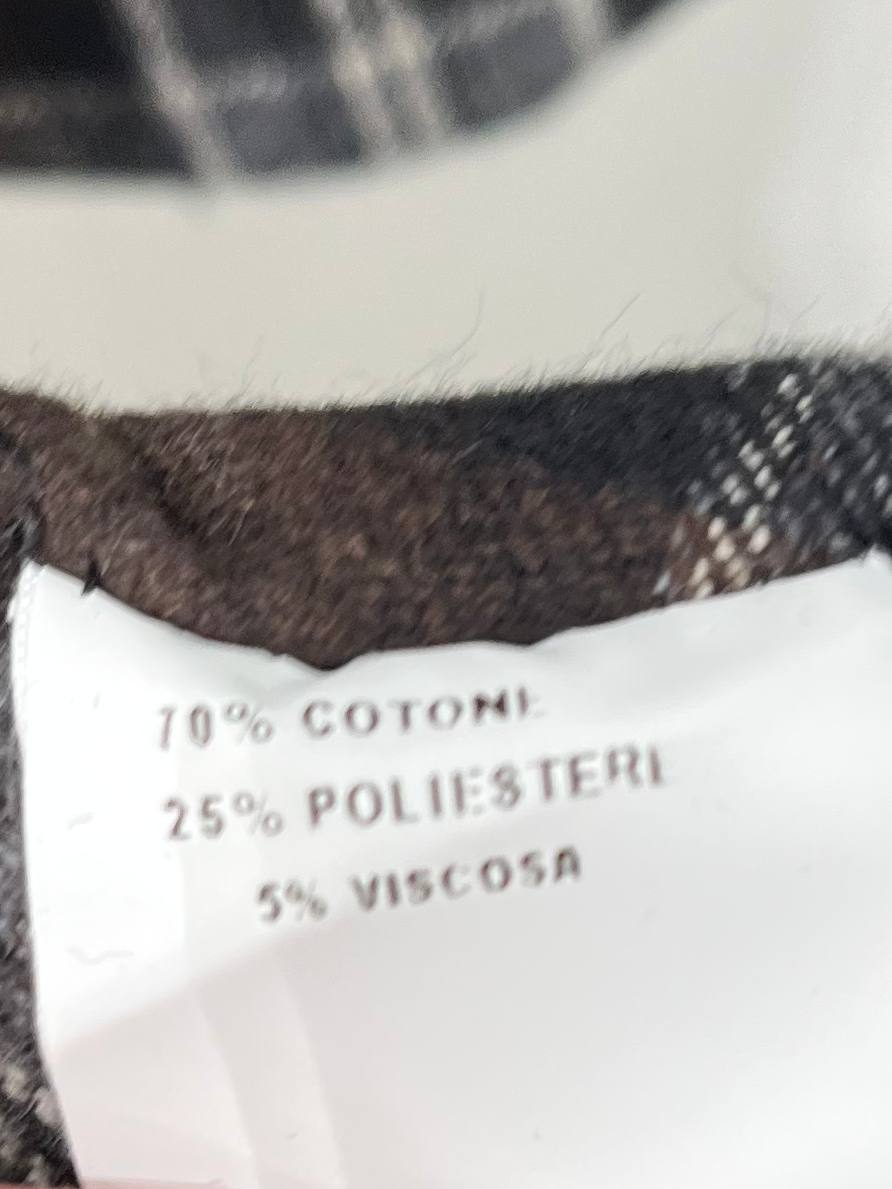 70% COTONE
25% POLIESTERE
5% VISCOSA